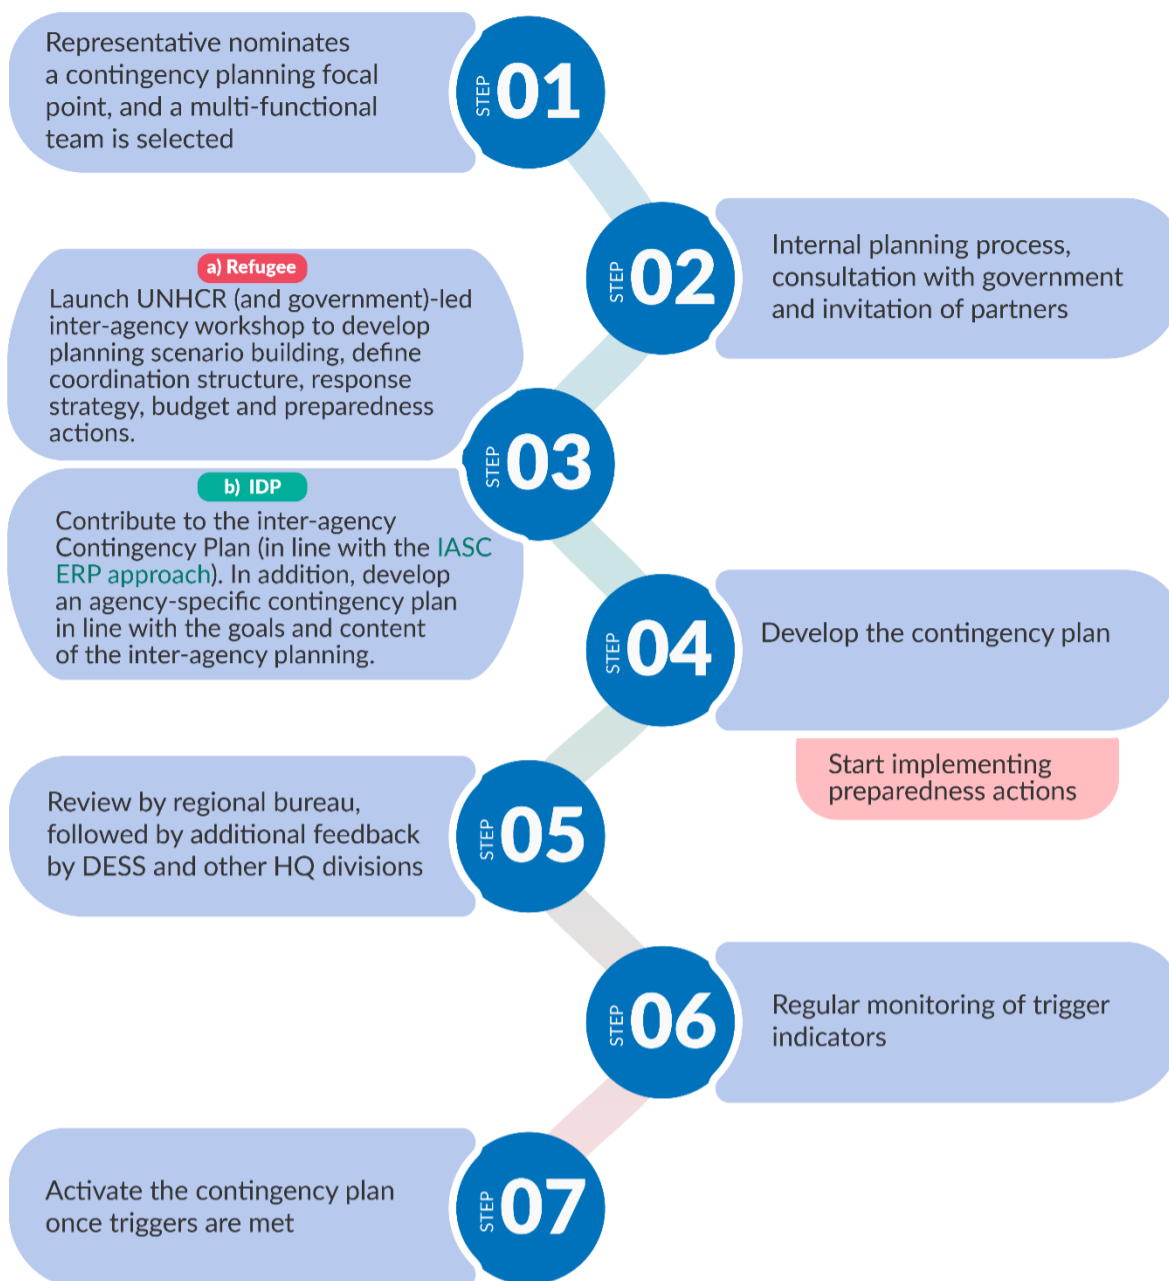 Representative nominates
a contingency planning focal
point, and a multi-functional
team is selected
STEP 01
STEP 02
Internal planning process,
consultation with government
and invitation of partners
a) Refugee
Launch UNHCR (and government)-led
inter-agency workshop to develop
planning scenario building, define
coordination structure, response
strategy, budget and preparedness
actions.
STEP 03
b) IDP
Contribute to the inter-agency
Contingency Plan (in line with the IASC
ERP approach). In addition, develop
an agency-specific contingency plan
in line with the goals and content
of the inter-agency planning.
STEP 04
Develop the contingency plan
Start implementing
preparedness actions
Review by regional bureau,
followed by additional feedback
by DESS and other HQ divisions
STEP 05
STEP 06
Regular monitoring of trigger
indicators
Activate the contingency plan
once triggers are met
STEP 07